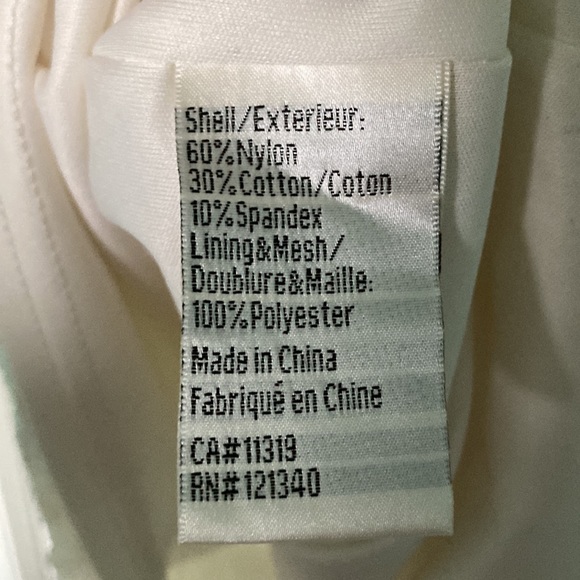 Shell/Exterieur:
60%Nylon
30%Cotton/Coton
10%Spandex
Lining&Mesh/
Doublure&Maille:
100%Polyester
Made in China
Fabriqué en Chine
CA#11319
RN#121340